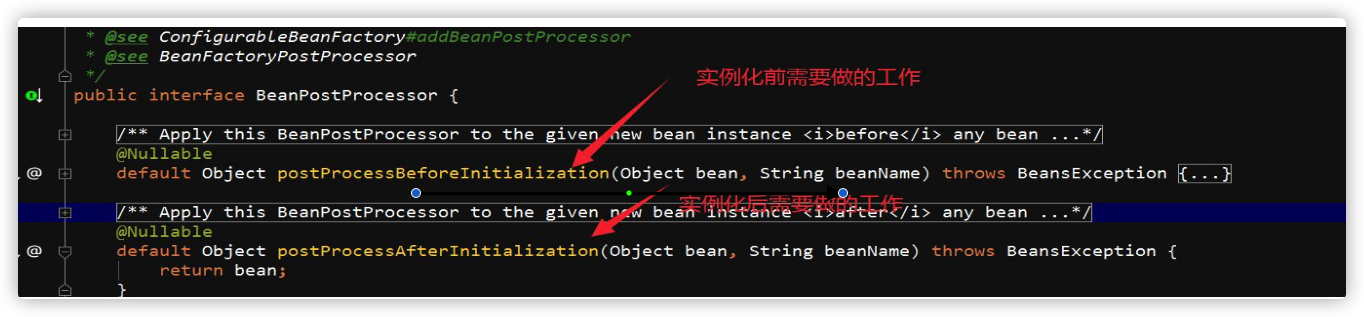 * @see ConfigurableBeanFactory#addBeanPostProcessor
* @see BeanFactoryPostProcessor
*/
实例化前需要做的工作
public interface BeanPostProcessor {
/** Apply this BeanPostProcessor to the given new bean instance <i>before</i> any bean ...*/
@Nullable
default Object postProcessBeforeInitialization(Object bean, String beanName) throws BeansException {...}
实例化后需要做的工作
/** Apply this BeanPostProcessor to the given new bean instance <i>after</i> any bean ...*/
@Nullable
default Object postProcessAfterInitialization(Object bean, String beanName) throws BeansException {
return bean;
}